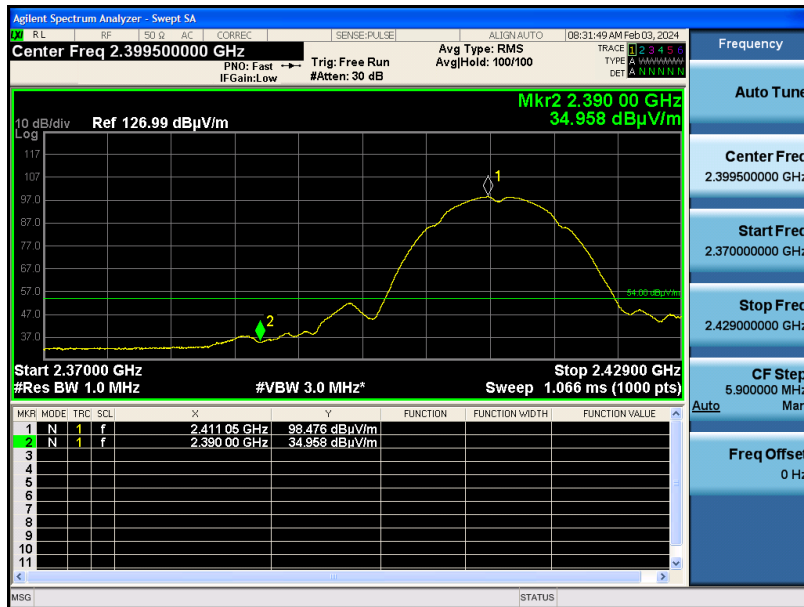 Agilent Spectrum Analyzer - Swept SA
LXI RL RF 50 Ω AC CORREC SENSE:PULSE ALIGN AUTO 08:31:49 AM Feb 03, 2024
Center Freq 2.399500000 GHz
PNO: Fast
IFGain:Low
Trig: Free Run
#Atten: 30 dB
Avg Type: RMS
Avg|Hold: 100/100
TRACE 1 2 3 4 5 6
TYPE A WWWWW
DET A N N N N N
Mkr2 2.390 00 GHz
34.958 dBµV/m
10 dB/div Ref 126.99 dBµV/m
Log
117
107
97.0
87.0
77.0
67.0
57.0
47.0
37.0
1
2
54.00 dBµV/m
Start 2.37000 GHz Stop 2.42900 GHz
#Res BW 1.0 MHz #VBW 3.0 MHz* Sweep 1.066 ms (1000 pts)
MKR MODE TRC SCL X Y FUNCTION FUNCTION WIDTH FUNCTION VALUE
1 N 1 f 2.411 05 GHz 98.476 dBµV/m
2 N 1 f 2.390 00 GHz 34.958 dBµV/m
3
4
5
6
7
8
9
10
11
MSG STATUS
Frequency
Auto Tune
Center Freq
2.399500000 GHz
Start Freq
2.370000000 GHz
Stop Freq
2.429000000 GHz
CF Step
5.900000 MHz
Auto Man
Freq Offset
0 Hz